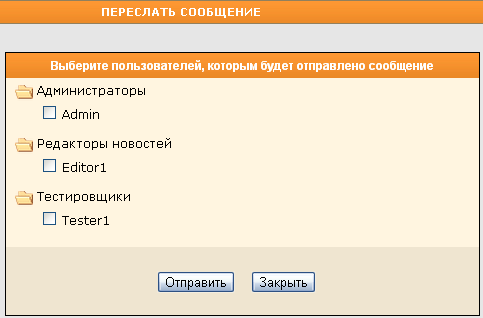 ПЕРЕСЛАТЬ СООБЩЕНИЕ
Выберите пользователей, которым будет отправлено сообщение
Администраторы
Admin
Редакторы новостей
Editor1
Тестировщики
Tester1
Отправить Закрыть